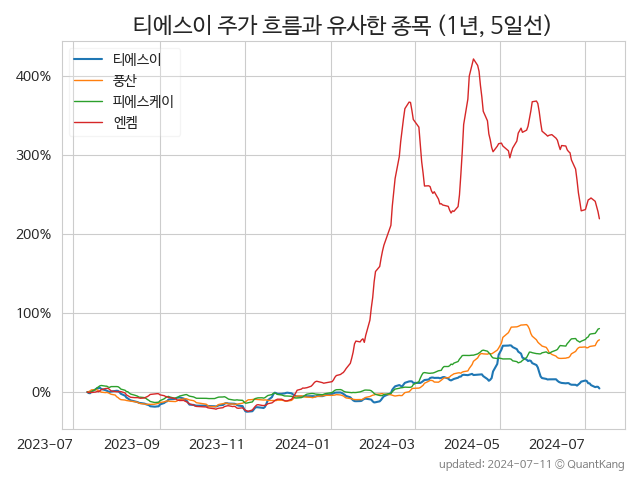 티에스이 주가 흐름과 유사한 종목 (1년, 5일선)
티에스이
풍산
피에스케이
엔켐
400%
300%
200%
100%
0%
2023-07 2023-09 2023-11 2024-01 2024-03 2024-05 2024-07
updated: 2024-07-11 © QuantKang